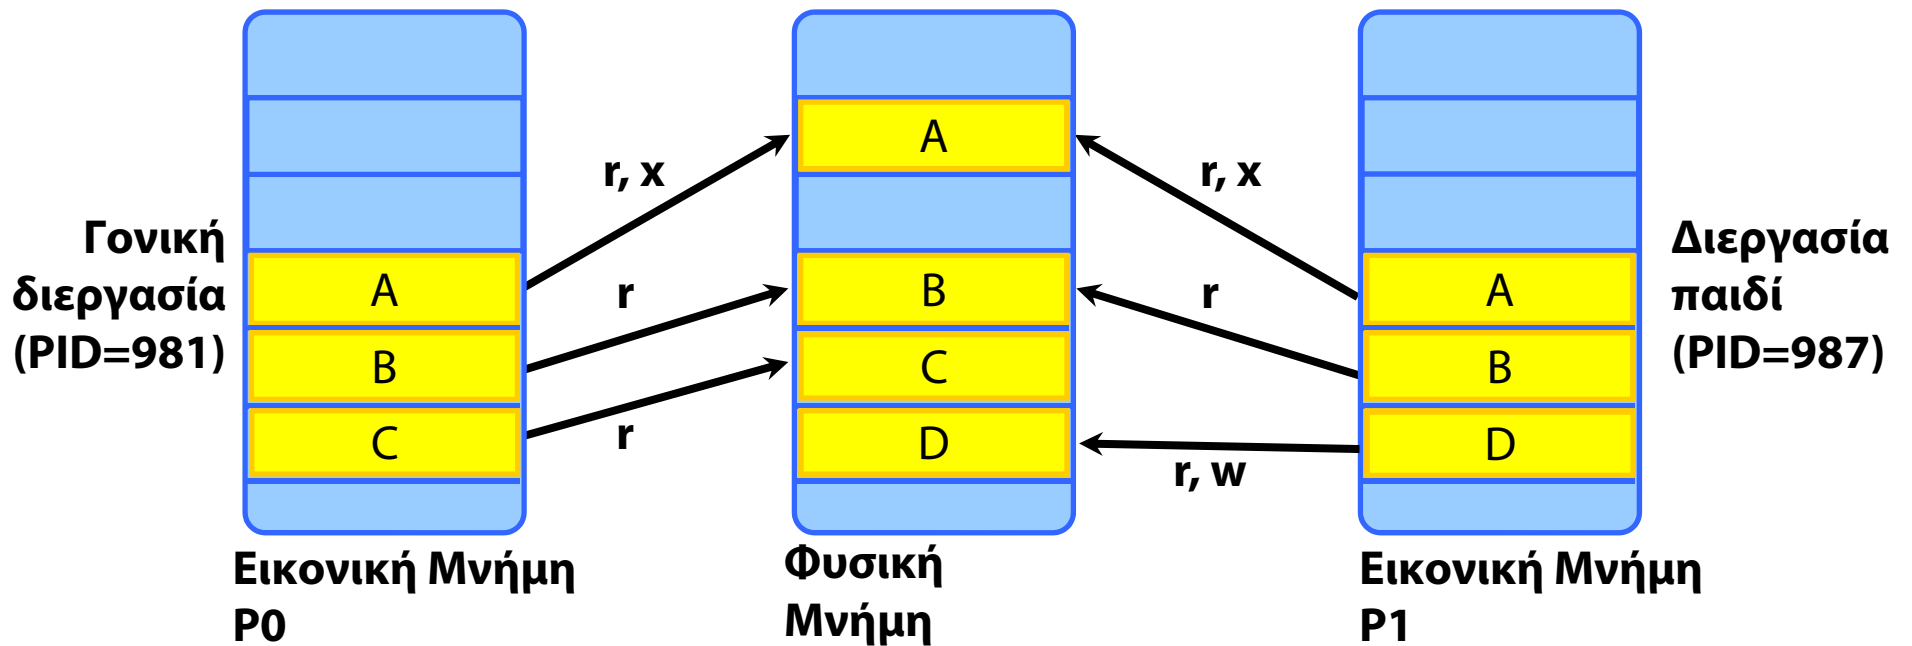 A
r, x
r, x
Γονική
διεργασία
(PID=981)
A
B
C
r
r
B
C
D
r
r, w
A
B
D
Διεργασία
παιδί
(PID=987)
Εικονική Μνήμη
P0
Φυσική
Μνήμη
Εικονική Μνήμη
P1